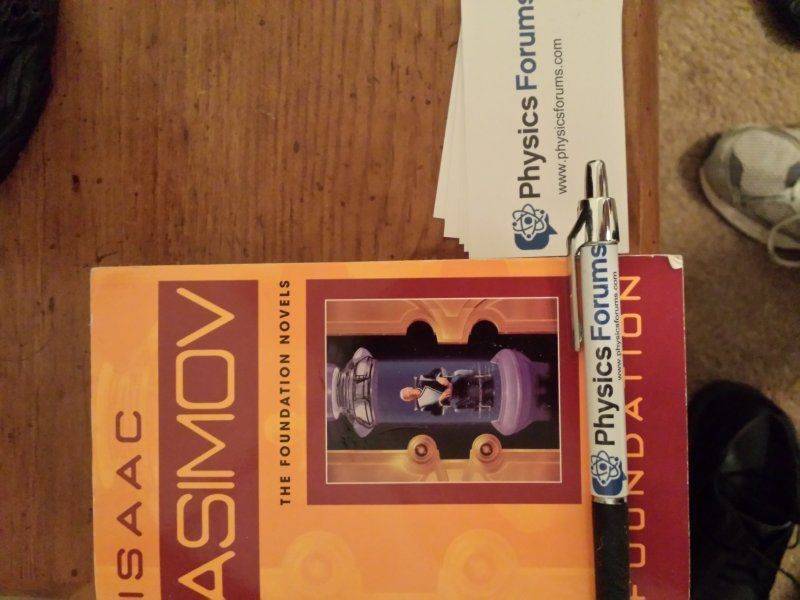 Physics Forums
www.physicsforums.com
ISAAC
ASIMOV
THE FOUNDATION NOVELS
Physics Forums
www.physicsforums.com
FOUNDATION